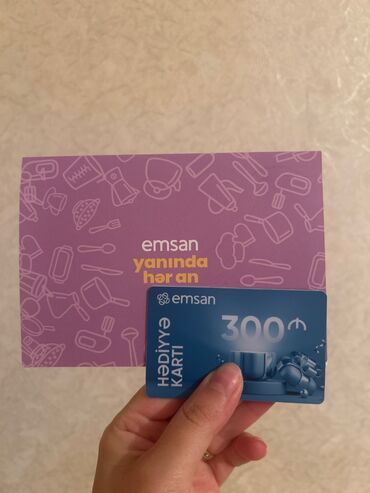 emsan
yanında
hər an
emsan
300₼
HƏDİYYƏ
KARTI